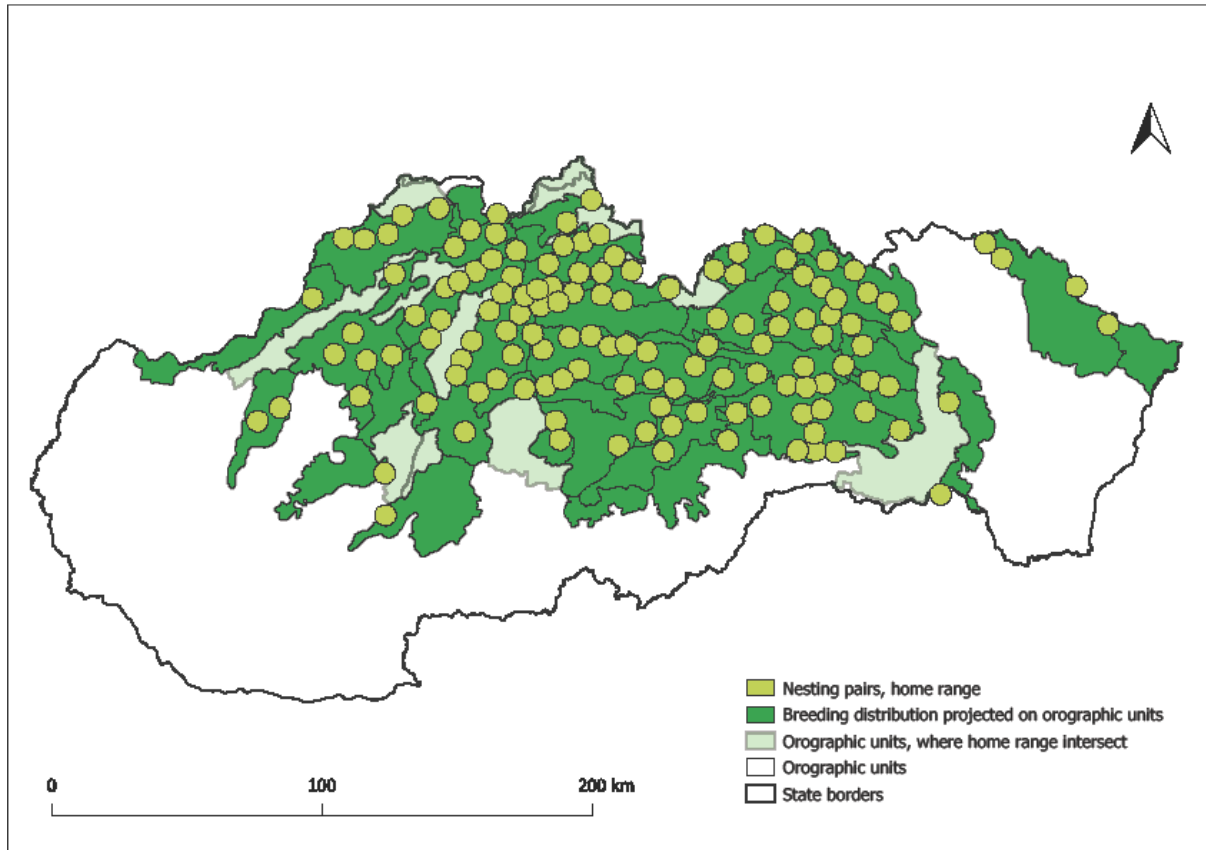 Nesting pairs, home range
Breeding distribution projected on orographic units
Orographic units, where home range intersect
Orographic units
State borders
0 100 200 km